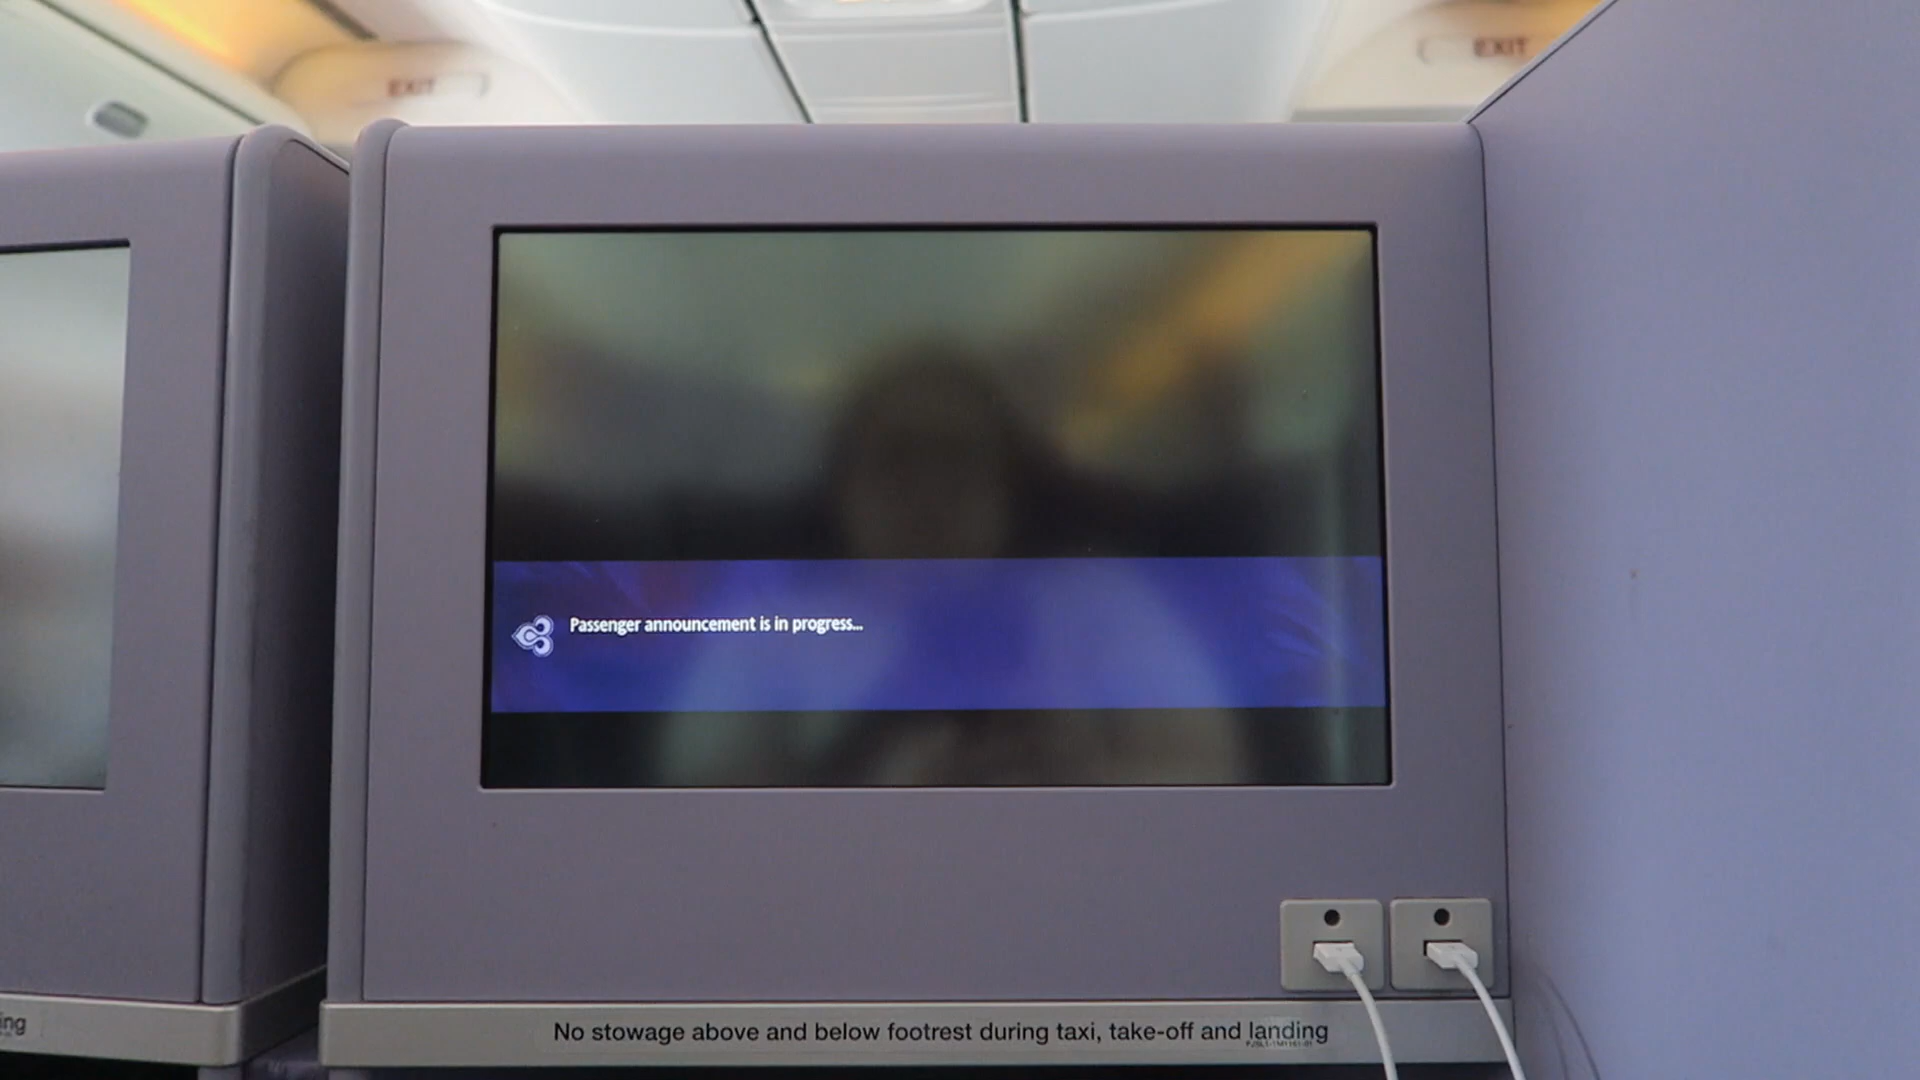 EXIT
EXIT
Passenger announcement is in progress...
ing
No stowage above and below footrest during taxi, take-off and landing